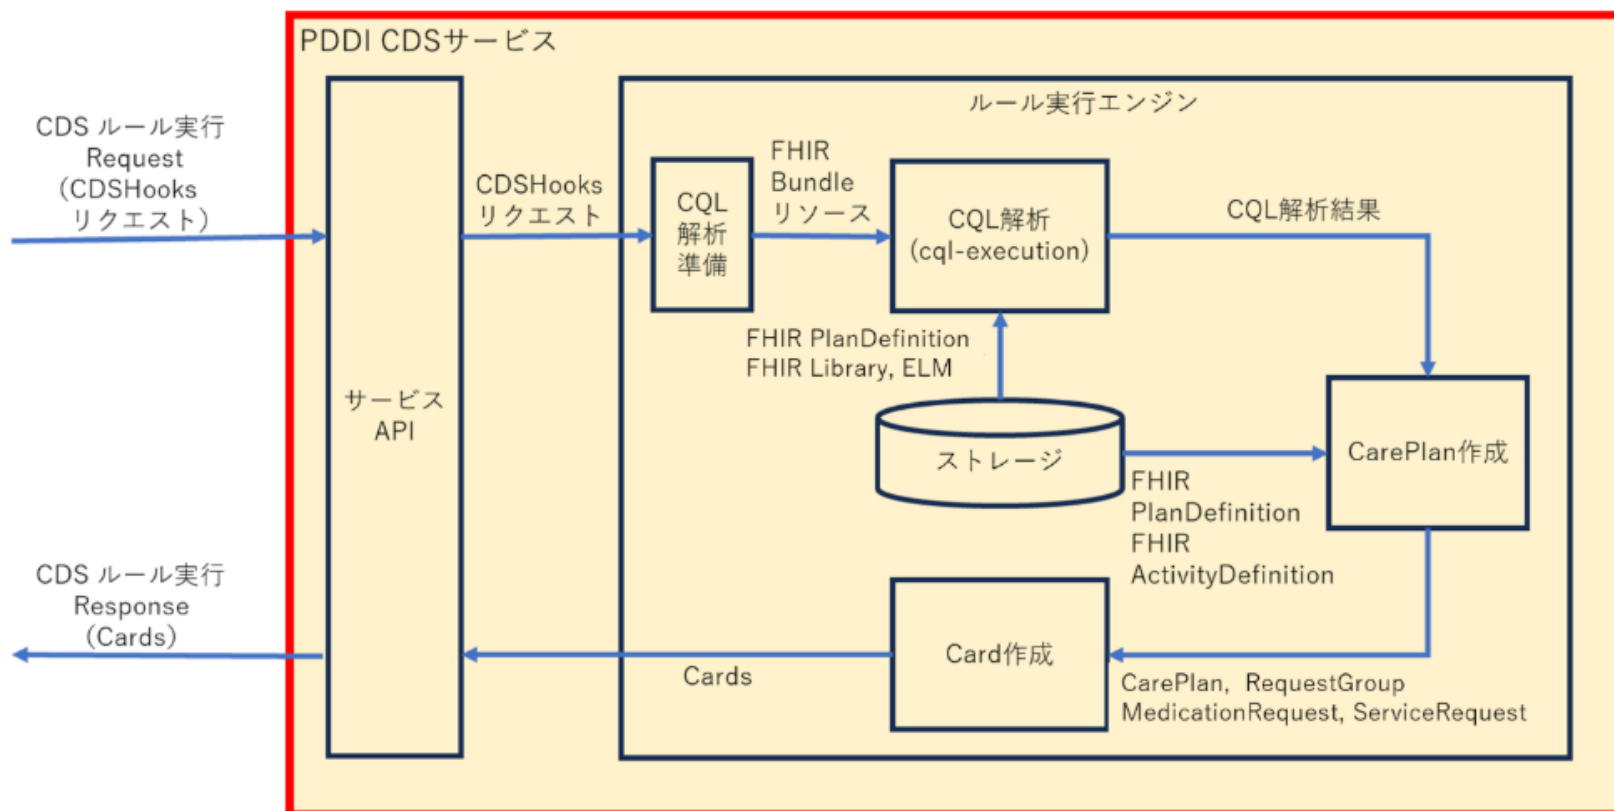 PDDI CDSサービス
ルール実行エンジン
CDS ルール実行
Request
(CDSHooks
リクエスト)
CDSHooks
リクエスト
CQL
解析
準備
FHIR
Bundle
リソース
CQL解析
(cql-execution)
CQL解析結果
FHIR PlanDefinition
FHIR Library, ELM
サービス
API
ストレージ
CarePlan作成
FHIR
PlanDefinition
FHIR
ActivityDefinition
CDS ルール実行
Response
(Cards)
Cards
Card作成
CarePlan, RequestGroup
MedicationRequest, ServiceRequest